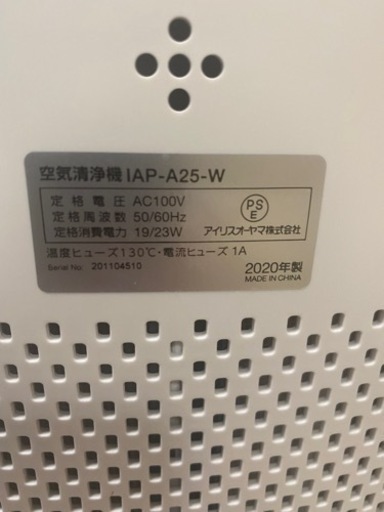 空気清浄機 IAP-A25-W
定格電圧 AC100V
定格周波数 50/60Hz
定格消費電力 19/23W
PS
E
アイリスオーヤマ株式会社
温度ヒューズ130℃・電流ヒューズ 1A
Serial No. 201104510
2020年製
MADE IN CHINA